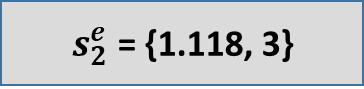 s₂ᵉ = {1.118, 3}